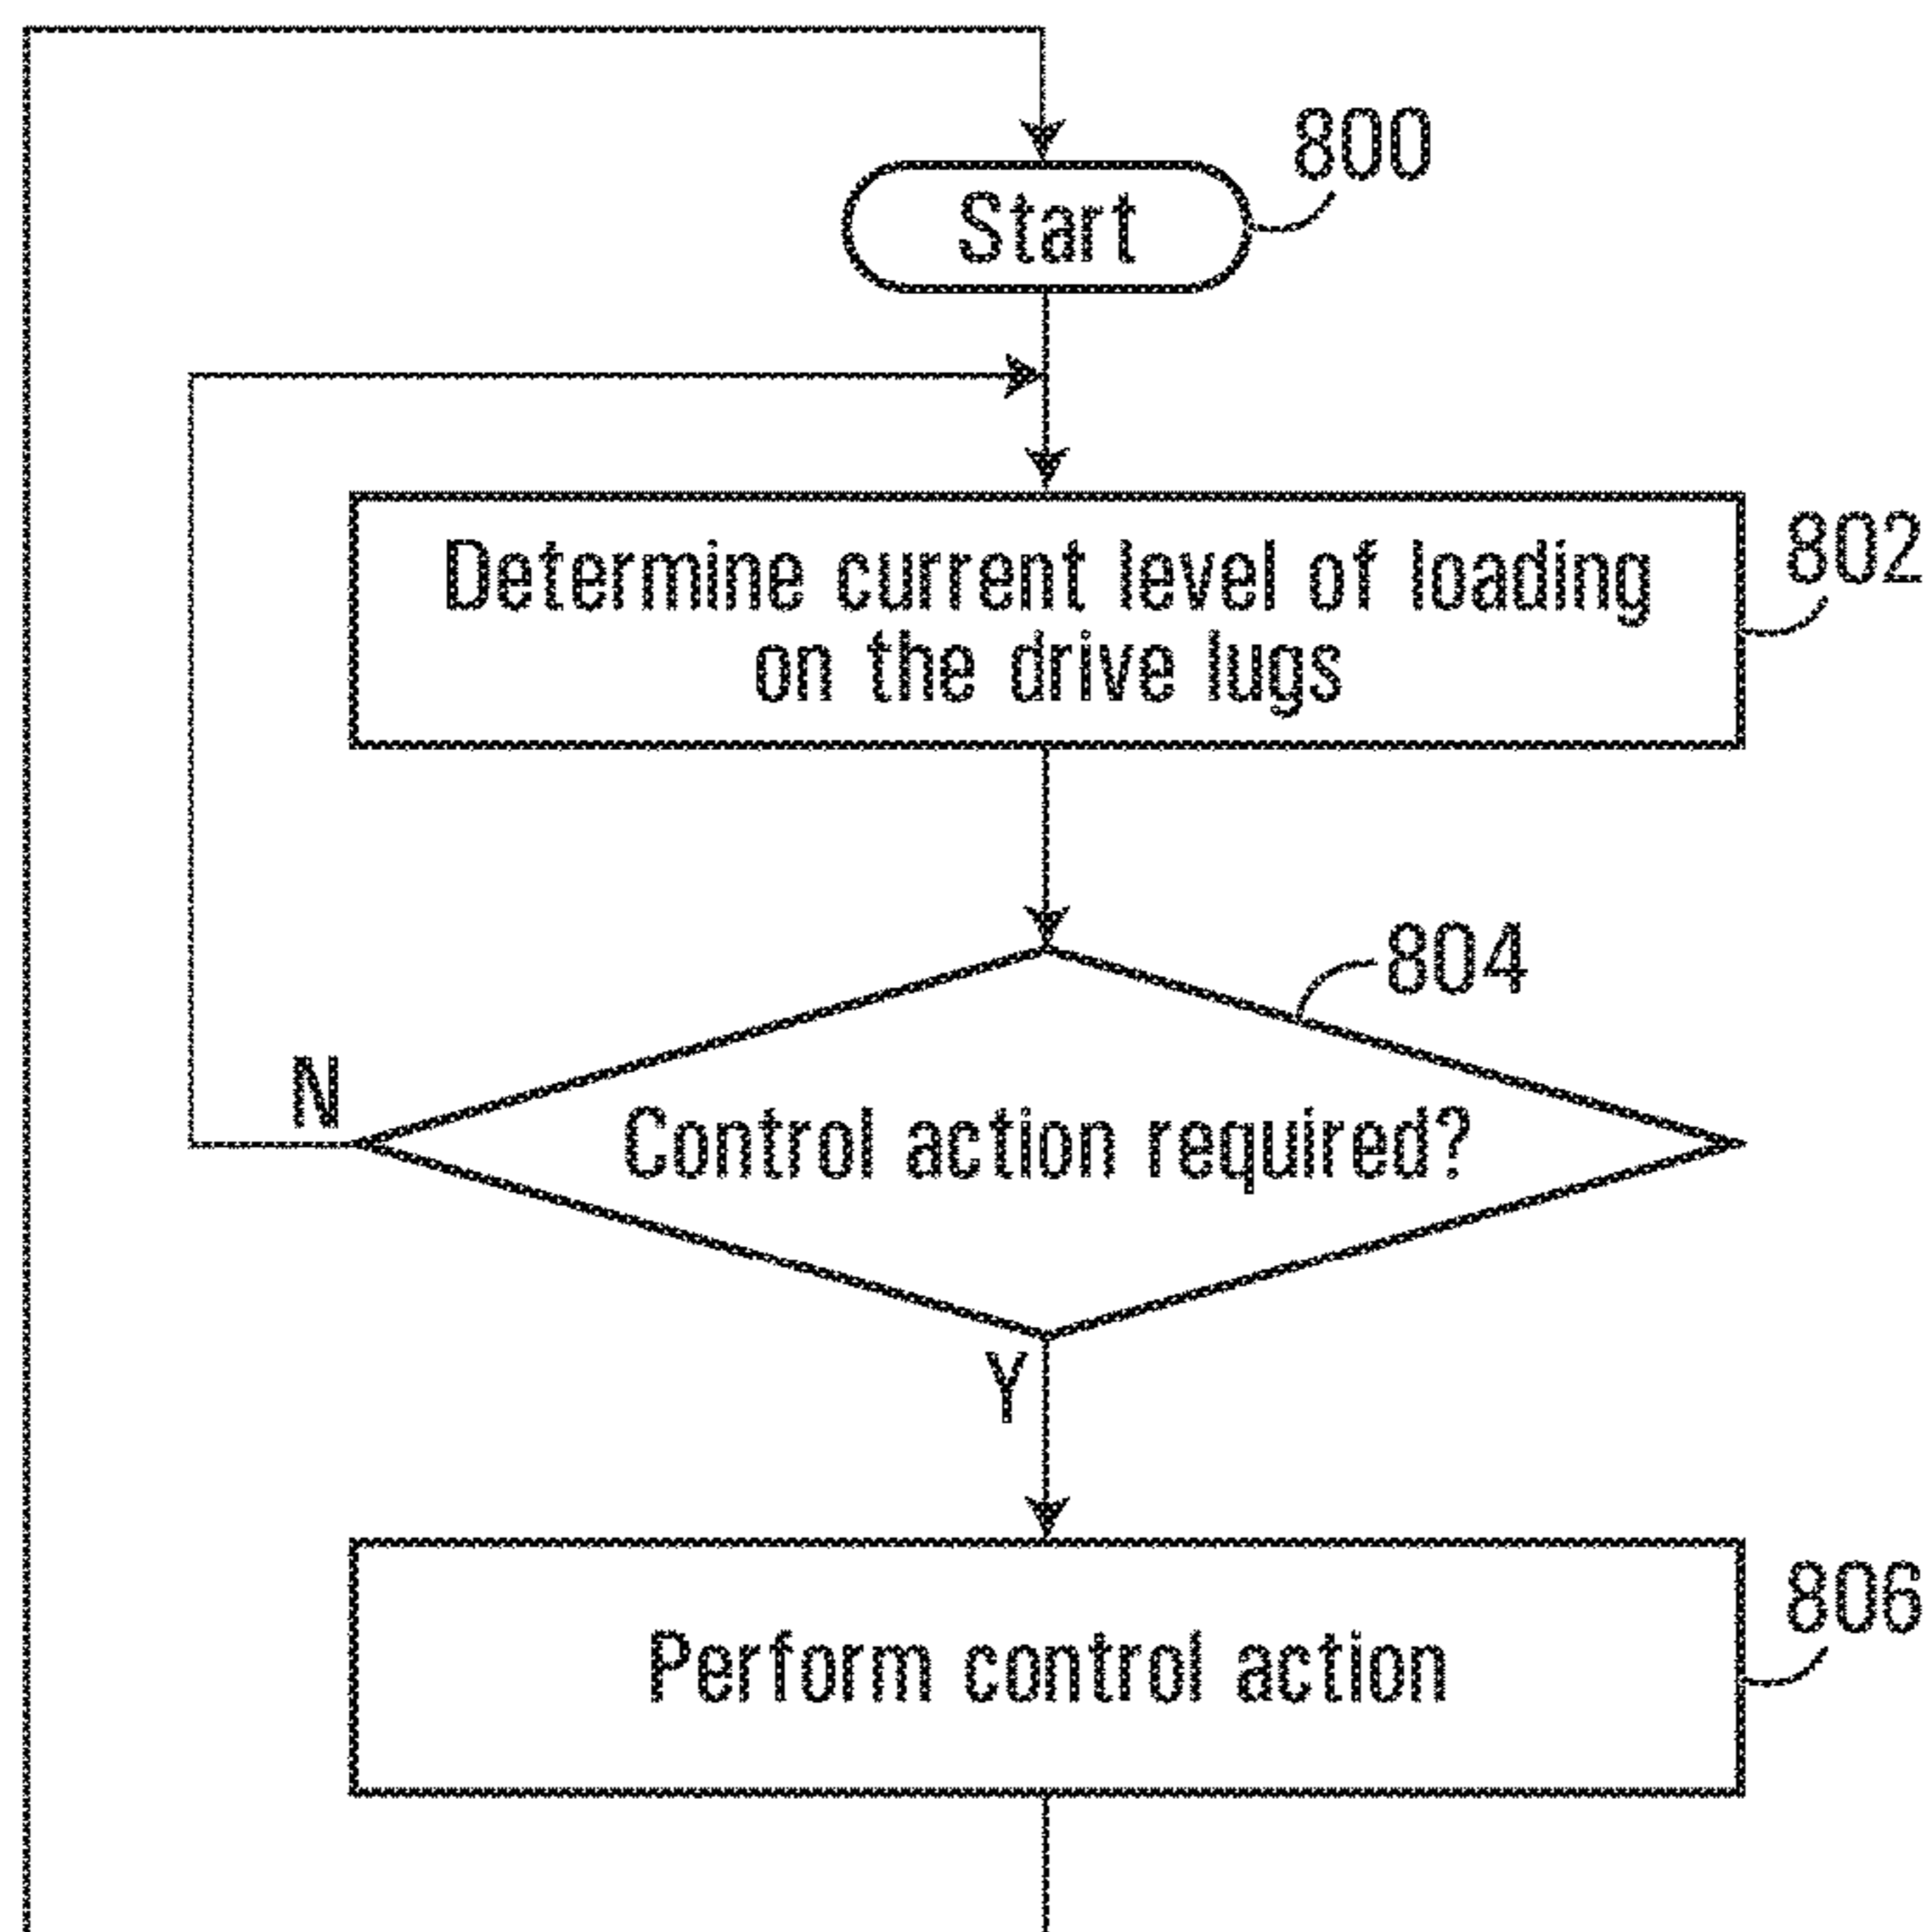 800
Start
Determine current level of loading
on the drive lugs
802
804
N
Control action required?
Y
Perform control action
806